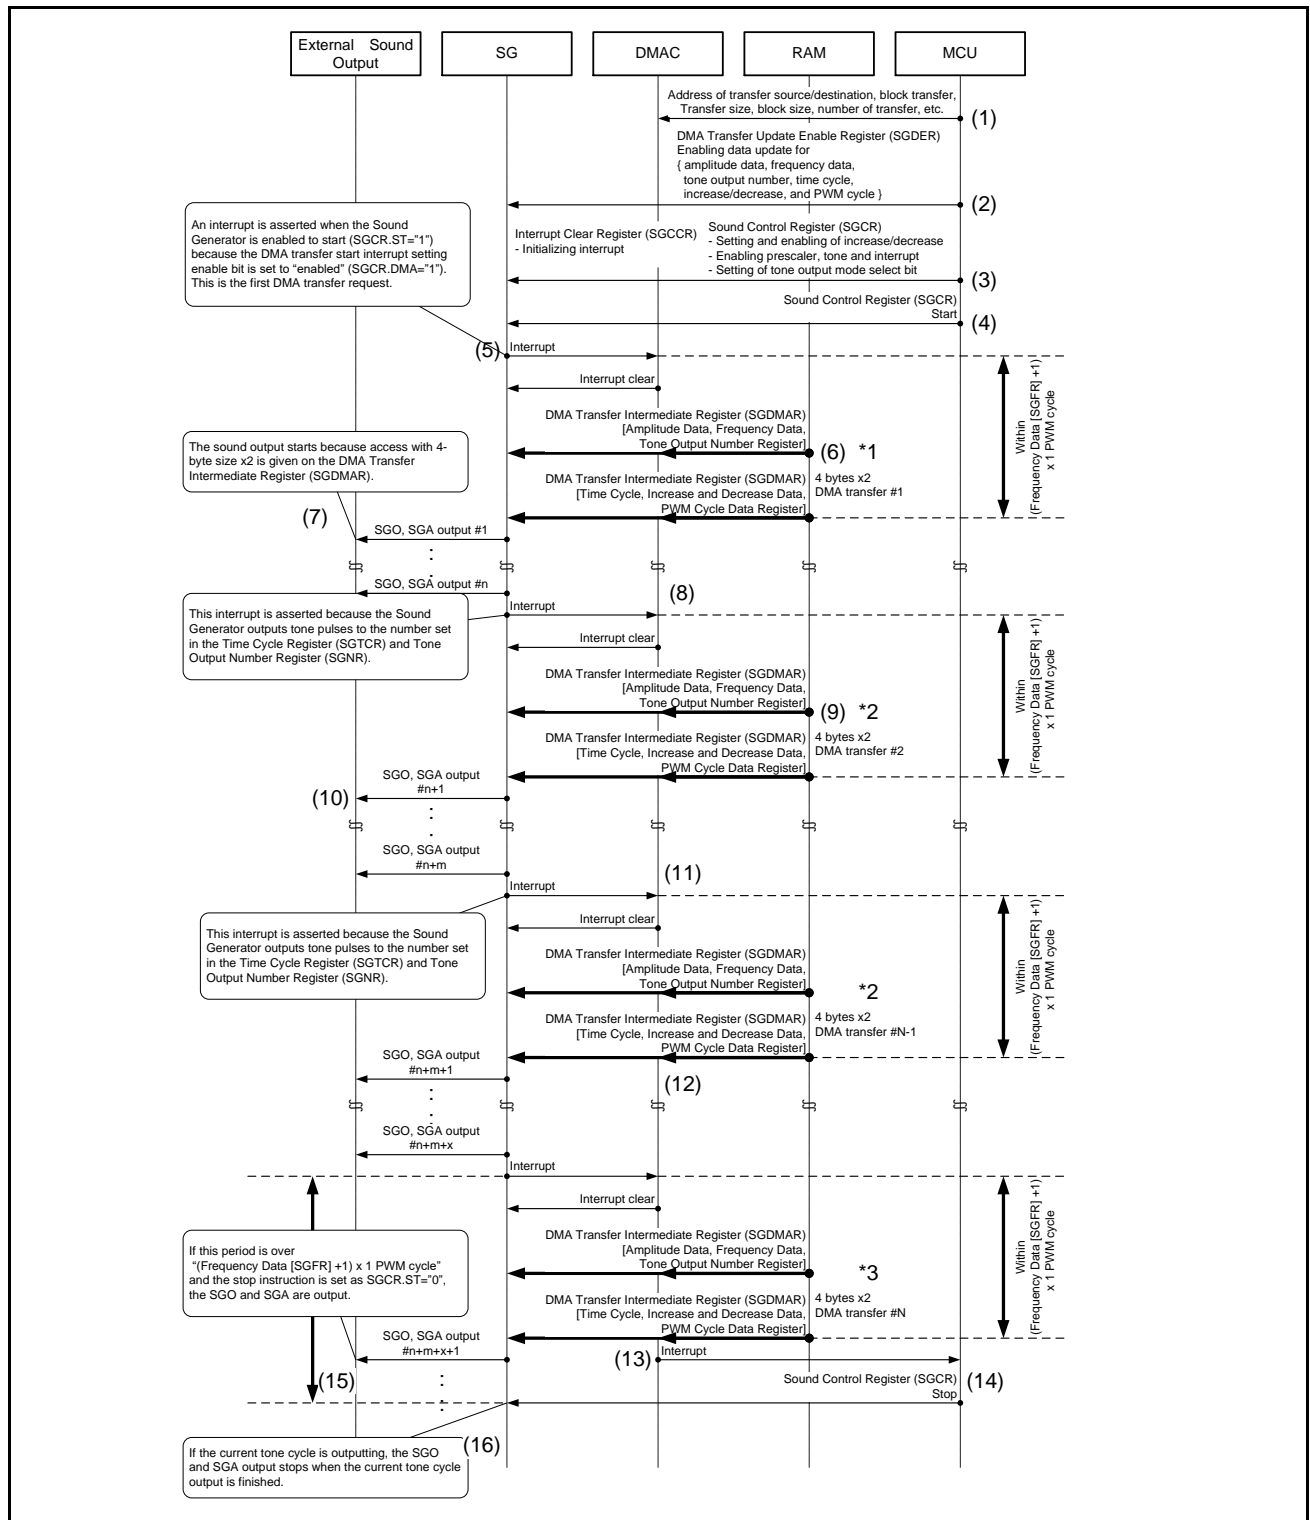 External Sound
Output
SG
DMAC
RAM
MCU
Address of transfer source/destination, block transfer,
Transfer size, block size, number of transfer, etc.
(1)
DMA Transfer Update Enable Register (SGDER)
Enabling data update for
{ amplitude data, frequency data,
tone output number, time cycle,
increase/decrease, and PWM cycle }
(2)
An interrupt is asserted when the Sound
Generator is enabled to start (SGCR.ST="1")
because the DMA transfer start interrupt setting
enable bit is set to “enabled” (SGCR.DMA="1").
This is the first DMA transfer request.
Interrupt Clear Register (SGCCR)
- Initializing interrupt
Sound Control Register (SGCR)
- Setting and enabling of increase/decrease
- Enabling prescaler, tone and interrupt
- Setting of tone output mode select bit
(3)
Sound Control Register (SGCR)
Start
(4)
(5)
Interrupt
Interrupt clear
DMA Transfer Intermediate Register (SGDMAR)
[Amplitude Data, Frequency Data,
Tone Output Number Register]
(6) *1
DMA Transfer Intermediate Register (SGDMAR)
[Time Cycle, Increase and Decrease Data,
PWM Cycle Data Register]
4 bytes x2
DMA transfer #1
Within
(Frequency Data [SGFR] +1)
x 1 PWM cycle
The sound output starts because access with 4-
byte size x2 is given on the DMA Transfer
Intermediate Register (SGDMAR).
(7)
SGO, SGA output #1
SGO, SGA output #n
(8)
Interrupt
This interrupt is asserted because the Sound
Generator outputs tone pulses to the number set
in the Time Cycle Register (SGTCR) and Tone
Output Number Register (SGNR).
Interrupt clear
DMA Transfer Intermediate Register (SGDMAR)
[Amplitude Data, Frequency Data,
Tone Output Number Register]
(9) *2
DMA Transfer Intermediate Register (SGDMAR)
[Time Cycle, Increase and Decrease Data,
PWM Cycle Data Register]
4 bytes x2
DMA transfer #2
Within
(Frequency Data [SGFR] +1)
x 1 PWM cycle
SGO, SGA output
#n+1
(10)
SGO, SGA output
#n+m
(11)
Interrupt
This interrupt is asserted because the Sound
Generator outputs tone pulses to the number set
in the Time Cycle Register (SGTCR) and Tone
Output Number Register (SGNR).
Interrupt clear
DMA Transfer Intermediate Register (SGDMAR)
[Amplitude Data, Frequency Data,
Tone Output Number Register]
*2
DMA Transfer Intermediate Register (SGDMAR)
[Time Cycle, Increase and Decrease Data,
PWM Cycle Data Register]
4 bytes x2
DMA transfer #N-1
Within
(Frequency Data [SGFR] +1)
x 1 PWM cycle
SGO, SGA output
#n+m+1
(12)
SGO, SGA output
#n+m+x
Interrupt
Interrupt clear
DMA Transfer Intermediate Register (SGDMAR)
[Amplitude Data, Frequency Data,
Tone Output Number Register]
*3
DMA Transfer Intermediate Register (SGDMAR)
[Time Cycle, Increase and Decrease Data,
PWM Cycle Data Register]
4 bytes x2
DMA transfer #N
Within
(Frequency Data [SGFR] +1)
x 1 PWM cycle
If this period is over
“(Frequency Data [SGFR] +1) x 1 PWM cycle”
and the stop instruction is set as SGCR.ST="0",
the SGO and SGA are output.
SGO, SGA output
#n+m+x+1
(13)
Interrupt
(14)
(15)
Sound Control Register (SGCR)
Stop
(16)
If the current tone cycle is outputting, the SGO
and SGA output stops when the current tone cycle
output is finished.